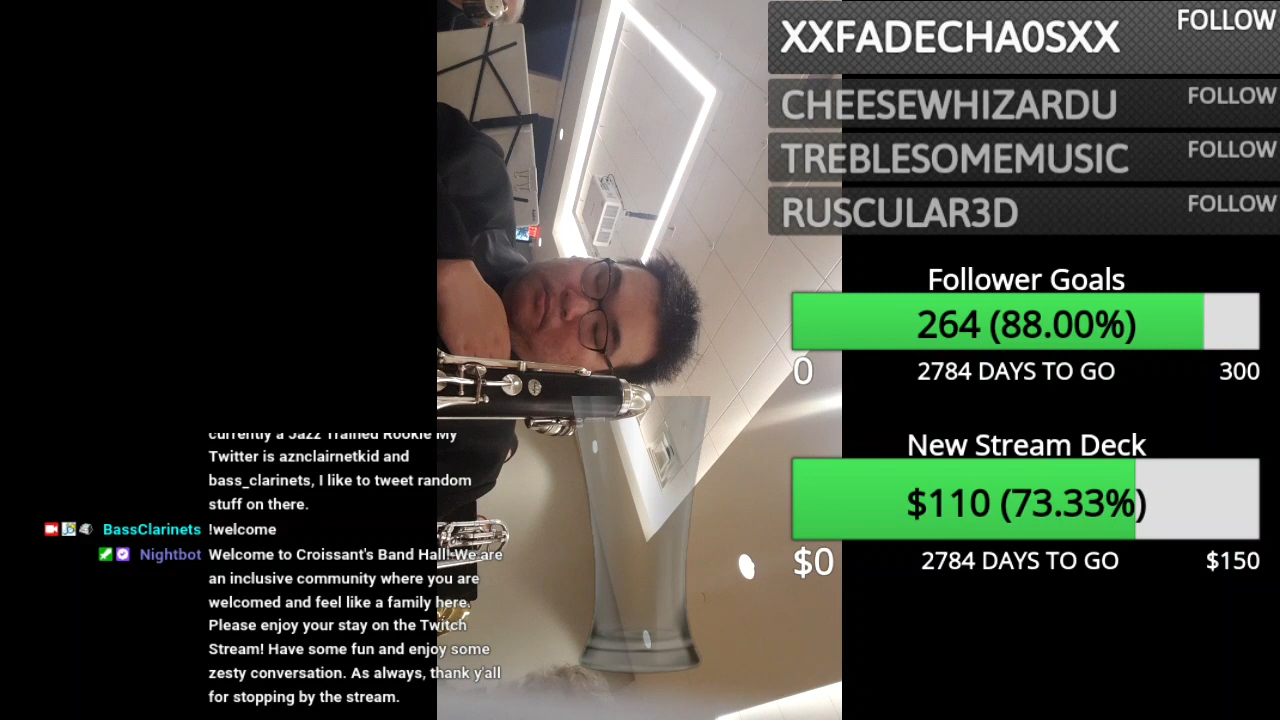 XXFADECHA0SXX FOLLOW
CHEESEWHIZARDU FOLLOW
TREBLESOMEMUSIC FOLLOW
RUSCULAR3D FOLLOW
Follower Goals
264 (88.00%)
0 2784 DAYS TO GO 300
New Stream Deck
$110 (73.33%)
$0 2784 DAYS TO GO $150
currently a Jazz Trained Rookie My
Twitter is aznclairnetkid and
bass_clarinets, I like to tweet random
stuff on there.
BassClarinets !welcome
Nightbot Welcome to Croissant's Band Hall! We are
an inclusive community where you are
welcomed and feel like a family here.
Please enjoy your stay on the Twitch
Stream! Have some fun and enjoy some
zesty conversation. As always, thank y'all
for stopping by the stream.